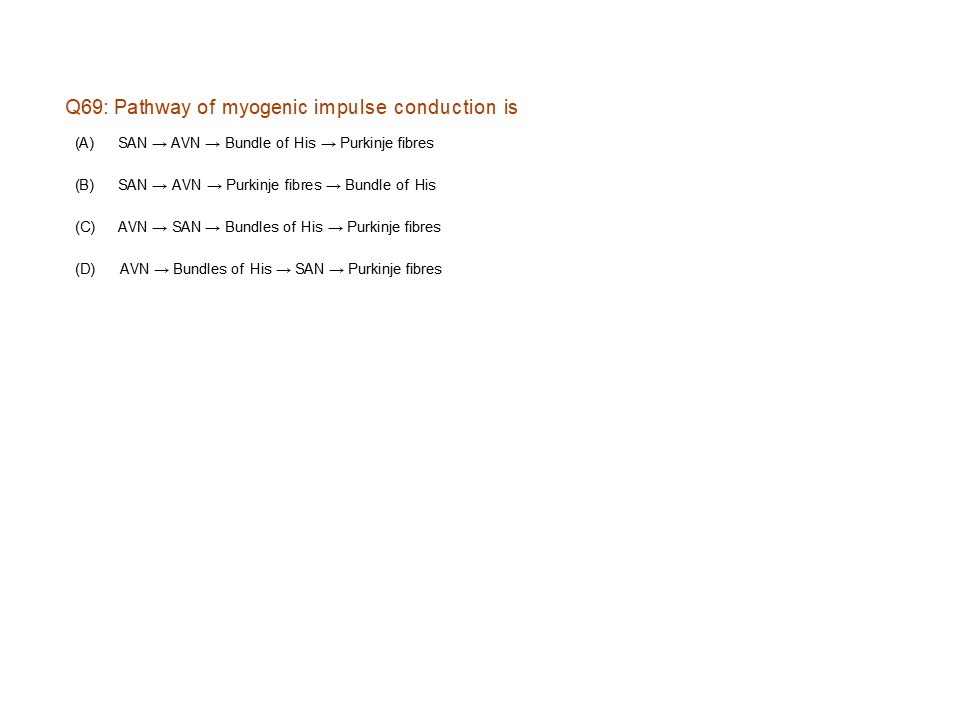 Q69: Pathway of myogenic impulse conduction is
(A) SAN → AVN → Bundle of His → Purkinje fibres
(B) SAN → AVN → Purkinje fibres → Bundle of His
(C) AVN → SAN → Bundles of His → Purkinje fibres
(D) AVN → Bundles of His → SAN → Purkinje fibres